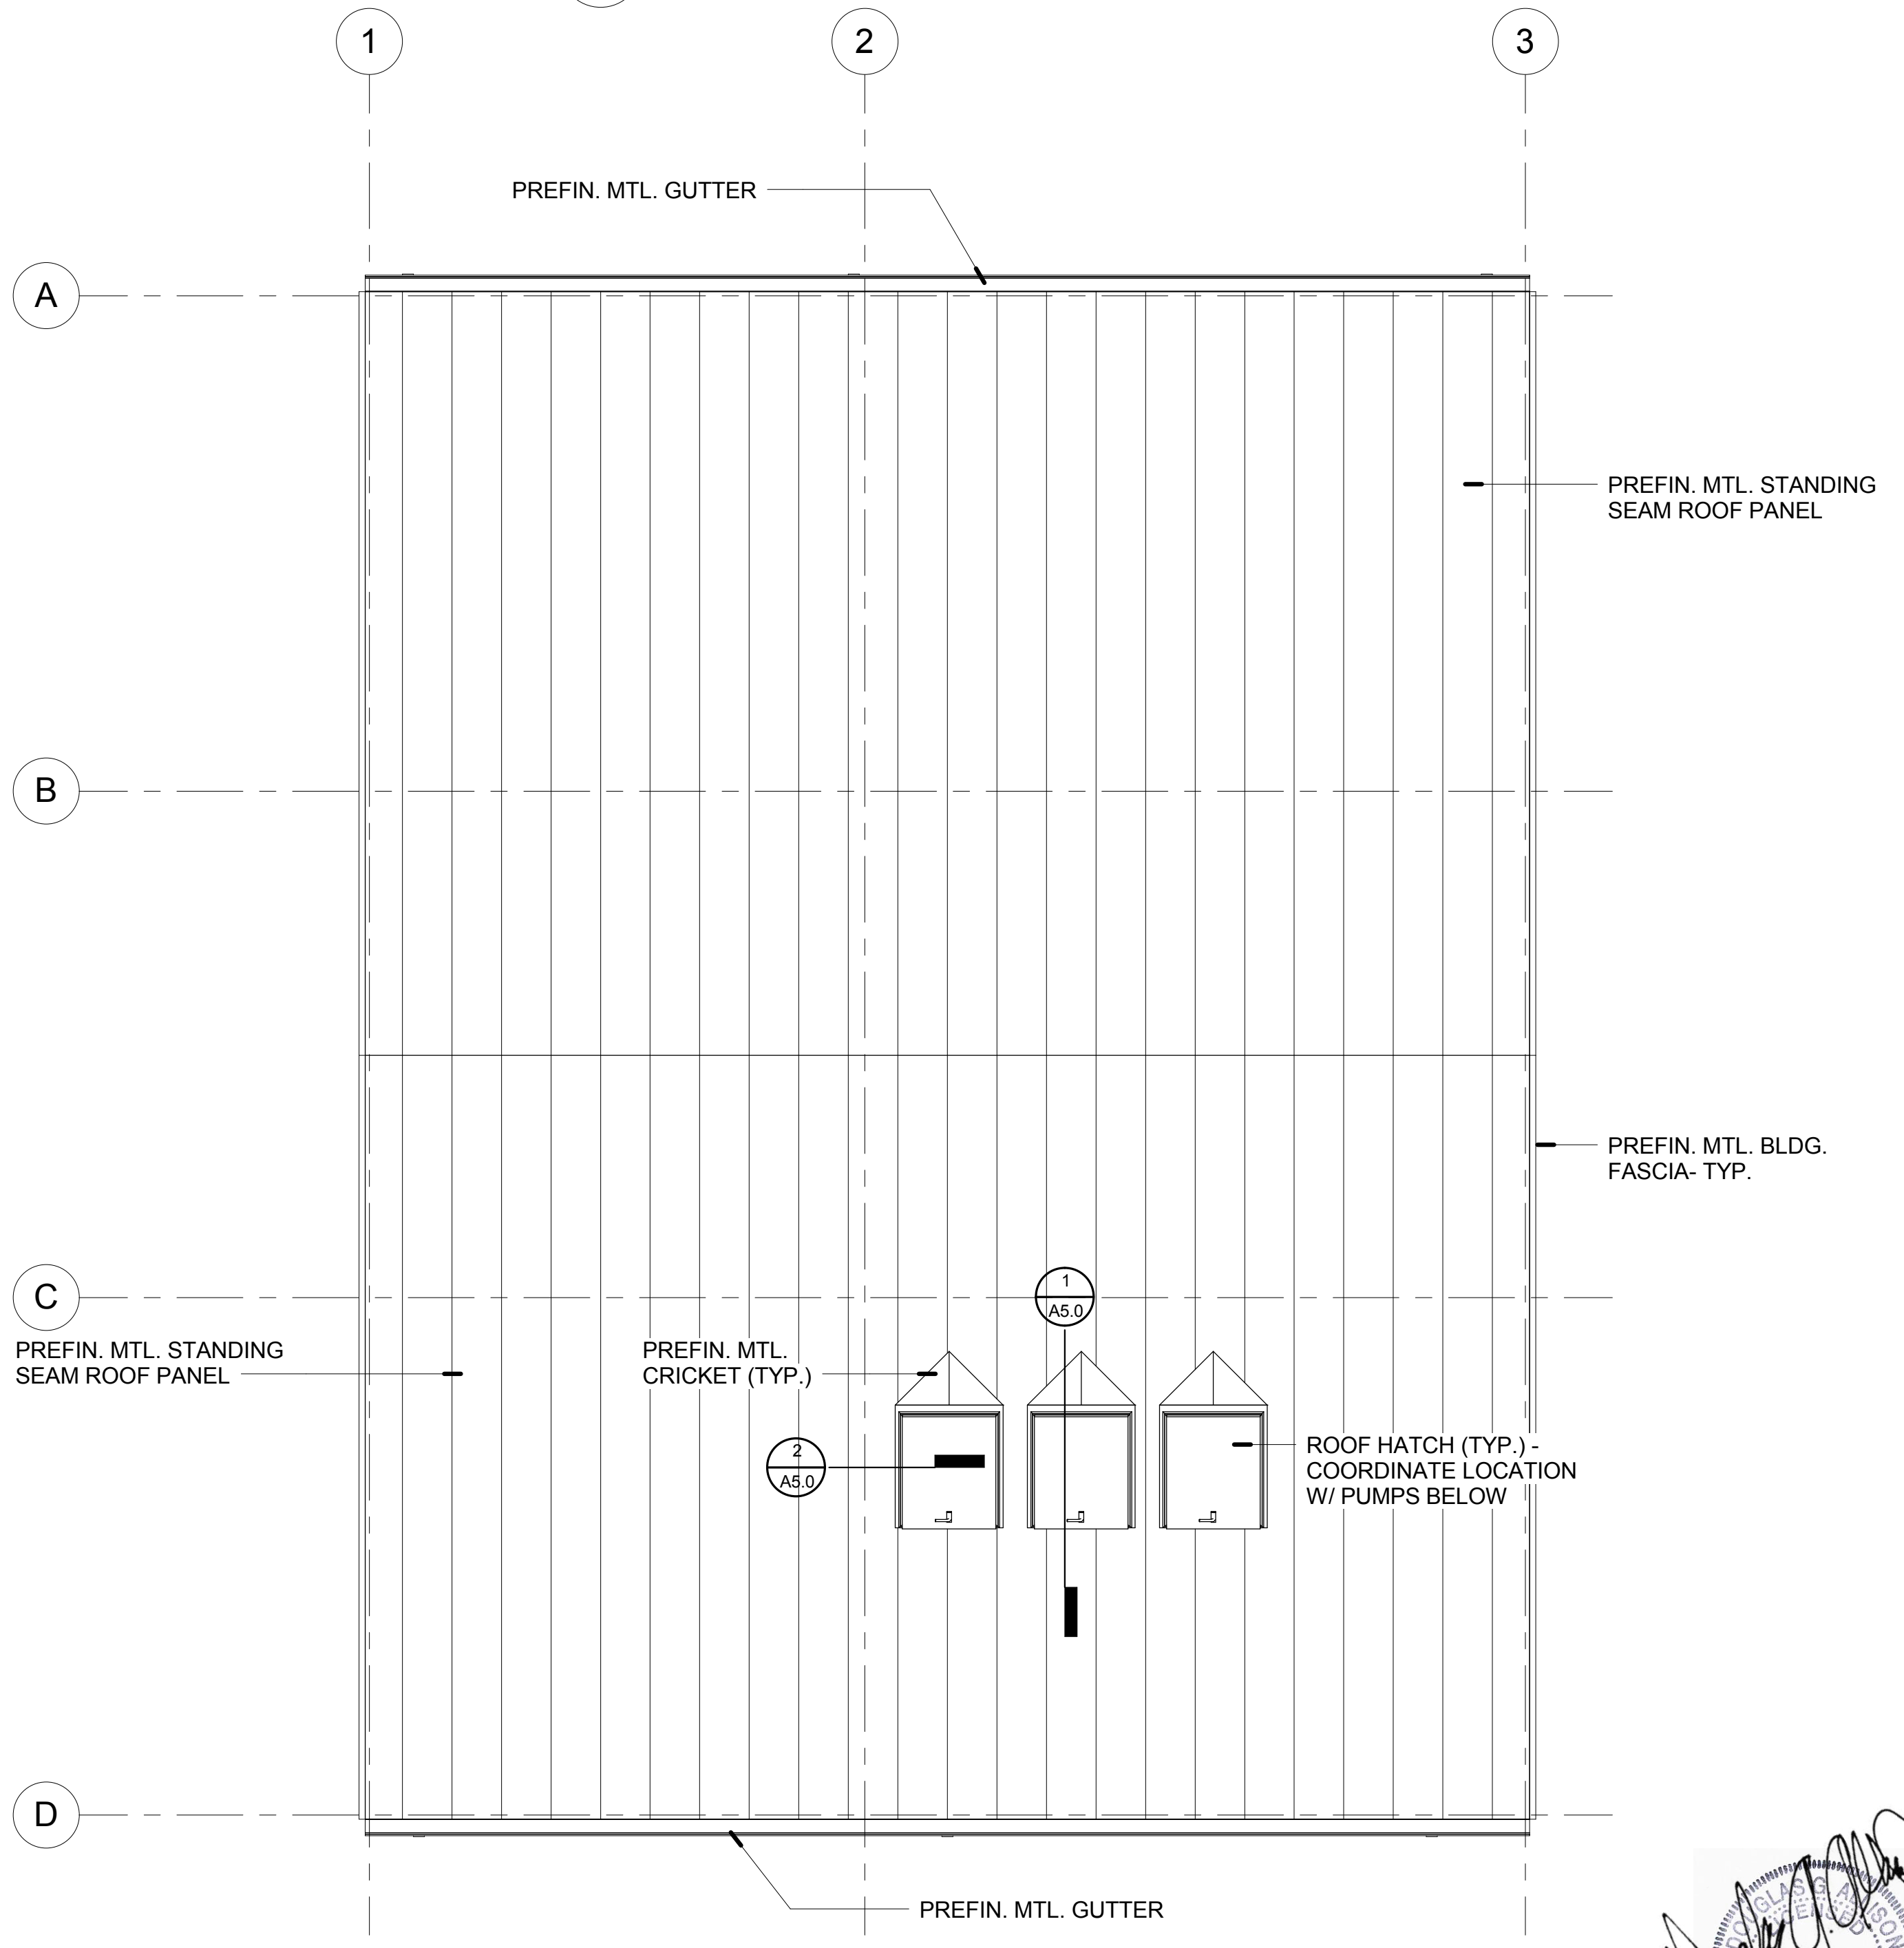 1
2
3
PREFIN. MTL. GUTTER
A
PREFIN. MTL. STANDING
SEAM ROOF PANEL
B
PREFIN. MTL. BLDG.
FASCIA- TYP.
C
1
A5.0
PREFIN. MTL. STANDING
SEAM ROOF PANEL
PREFIN. MTL.
CRICKET (TYP.)
2
A5.0
ROOF HATCH (TYP.) -
COORDINATE LOCATION
W/ PUMPS BELOW
D
PREFIN. MTL. GUTTER